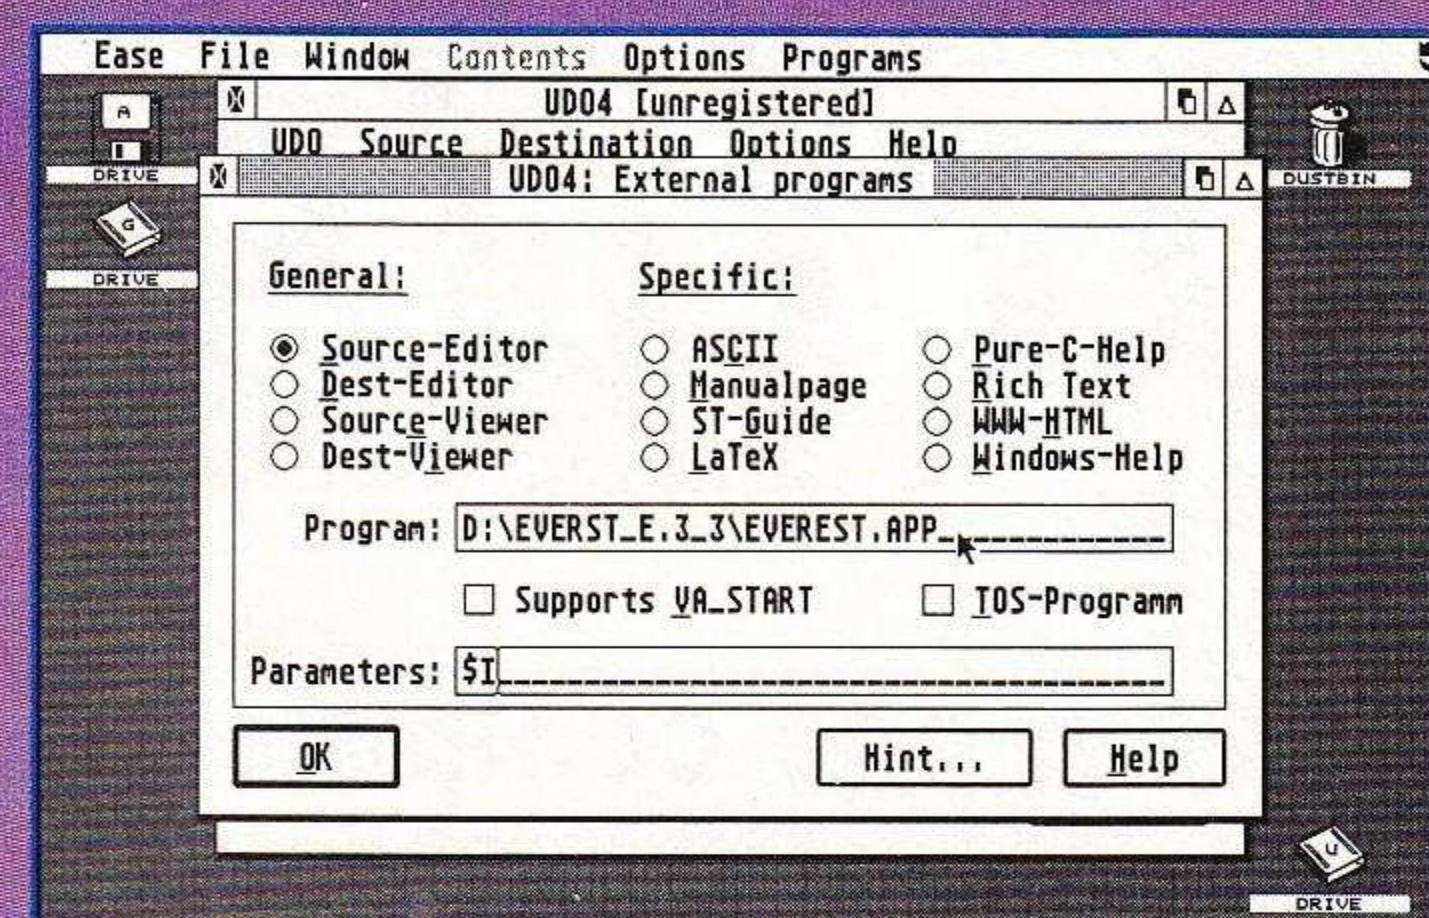 Ease File Window Contents Options Programs
A
DRIVE
G
DRIVE
UDO4 [unregistered]
UDO Source Destination Options Help
UDO4: External programs
DUSTBIN
General: Specific:
Source-Editor ASCII Pure-C-Help
Dest-Editor Manualpage Rich Text
Source-Viewer ST-Guide WWW-HTML
Dest-Viewer LaTeX Windows-Help
Program: D:\EVERST_E.3_3\EVEREST.APP_____________
Supports VA_START TOS-Programm
Parameters: $I______________________________________
OK Hint... Help
U
DRIVE